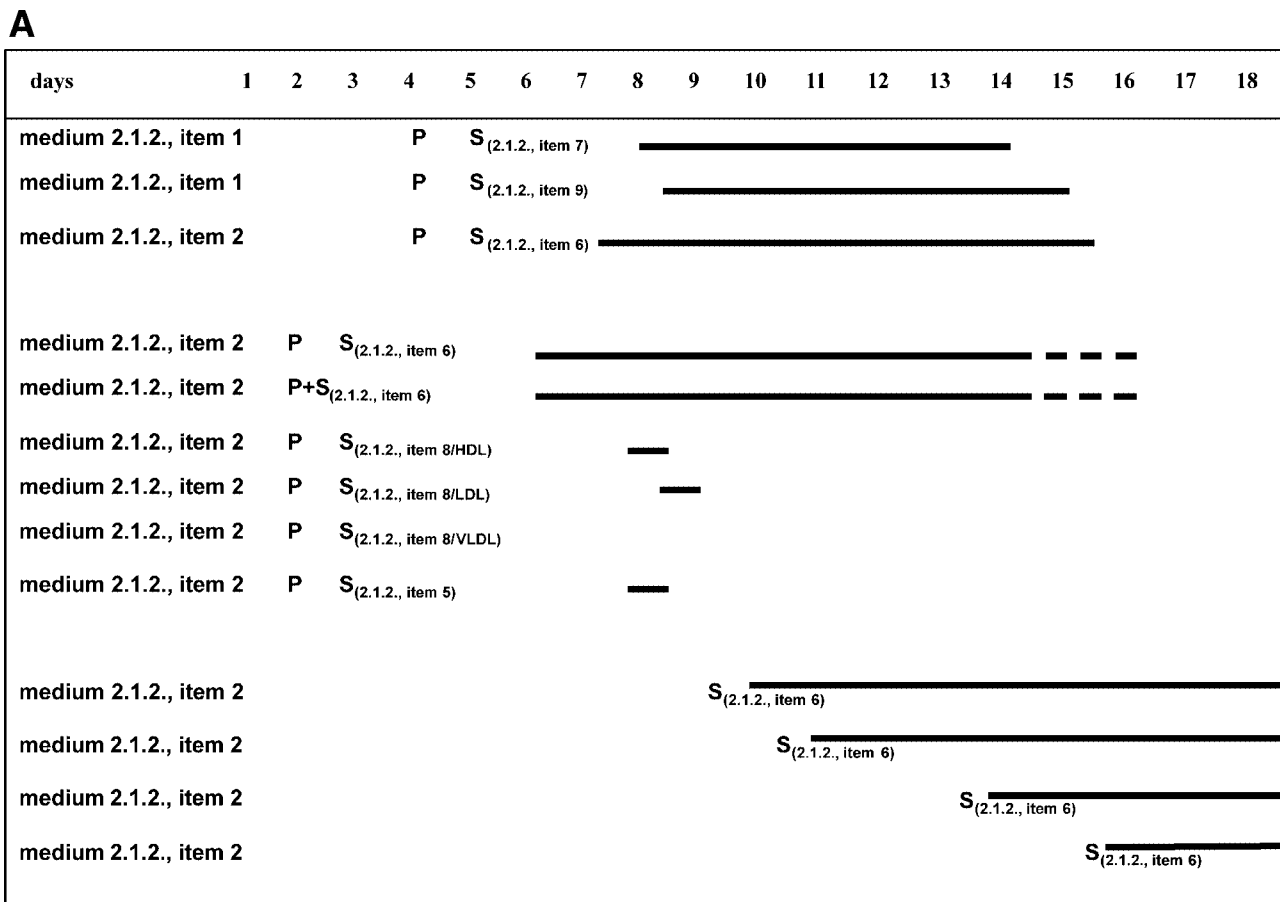 A
days 1 2 3 4 5 6 7 8 9 10 11 12 13 14 15 16 17 18
medium 2.1.2., item 1 P S (2.1.2., item 7)
medium 2.1.2., item 1 P S (2.1.2., item 9)
medium 2.1.2., item 2 P S (2.1.2., item 6)
medium 2.1.2., item 2 P S (2.1.2., item 6)
medium 2.1.2., item 2 P+S (2.1.2., item 6)
medium 2.1.2., item 2 P S (2.1.2., item 8/HDL)
medium 2.1.2., item 2 P S (2.1.2., item 8/LDL)
medium 2.1.2., item 2 P S (2.1.2., item 8/VLDL)
medium 2.1.2., item 2 P S (2.1.2., item 5)
medium 2.1.2., item 2 S (2.1.2., item 6)
medium 2.1.2., item 2 S (2.1.2., item 6)
medium 2.1.2., item 2 S (2.1.2., item 6)
medium 2.1.2., item 2 S (2.1.2., item 6)